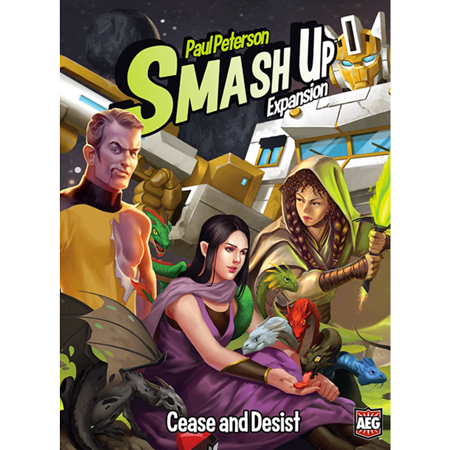 Paul Peterson
SMASH UP
Expansion
Cease and Desist
AEG